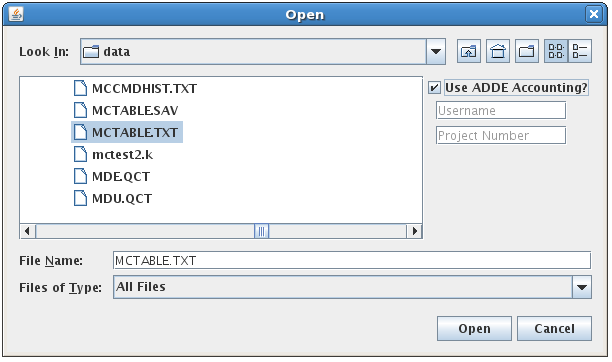 Open
Look In: data
MCCMDHIST.TXT
MCTABLE.SAV
MCTABLE.TXT
mctest2.k
MDE.QCT
MDU.QCT
Use ADDE Accounting?
Username
Project Number
File Name: MCTABLE.TXT
Files of Type: All Files
Open Cancel